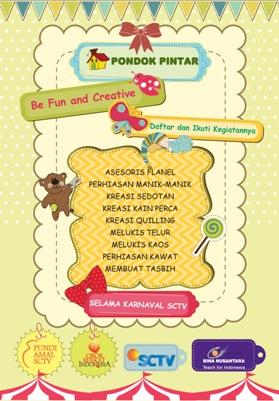 PONDOK PINTAR
Be Fun and Creative
Daftar dan Ikuti Kegiatannya
ASESORIS FLANEL
PERHIASAN MANIK-MANIK
KREASI SEDOTAN
KREASI KAIN PERCA
KREASI QUILLING
MELUKIS TELUR
MELUKIS KAOS
PERHIASAN KAWAT
MEMBUAT TASBIH
SELAMA KARNAVAL SCTV
PUNDI
AMAL
SCTV
OBOR
BERKAT
INDONESIA
SCTV
BINA NUSANTARA
Teach for Indonesia